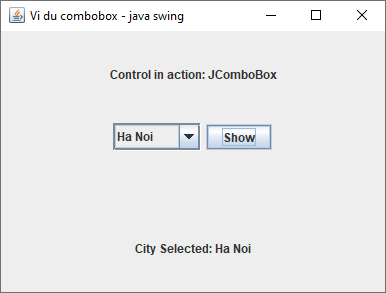 Vi du combobox - java swing
Control in action: JComboBox
Ha Noi
Show
City Selected: Ha Noi